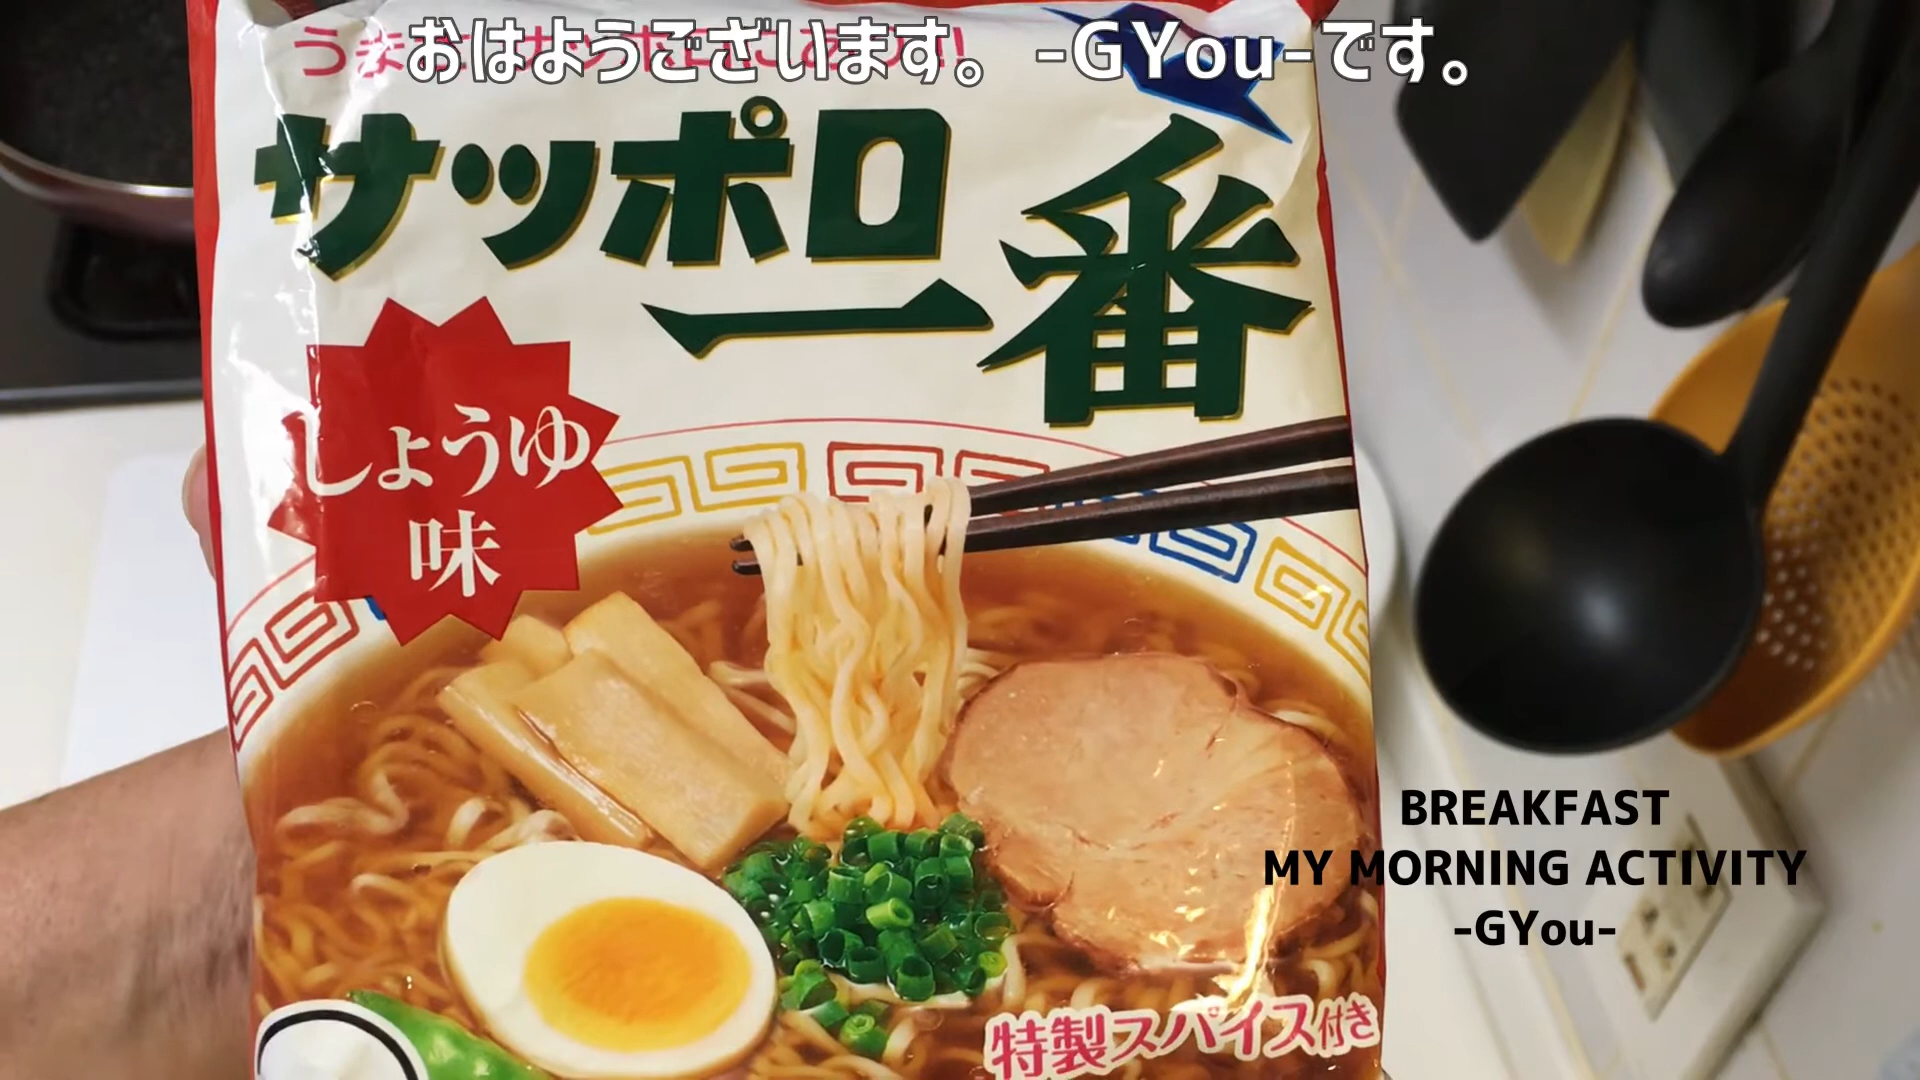 おはようございます。 -GYou-です。
サッポロ
一番
しょうゆ
味
BREAKFAST
MY MORNING ACTIVITY
-GYou-
特製スパイス付き